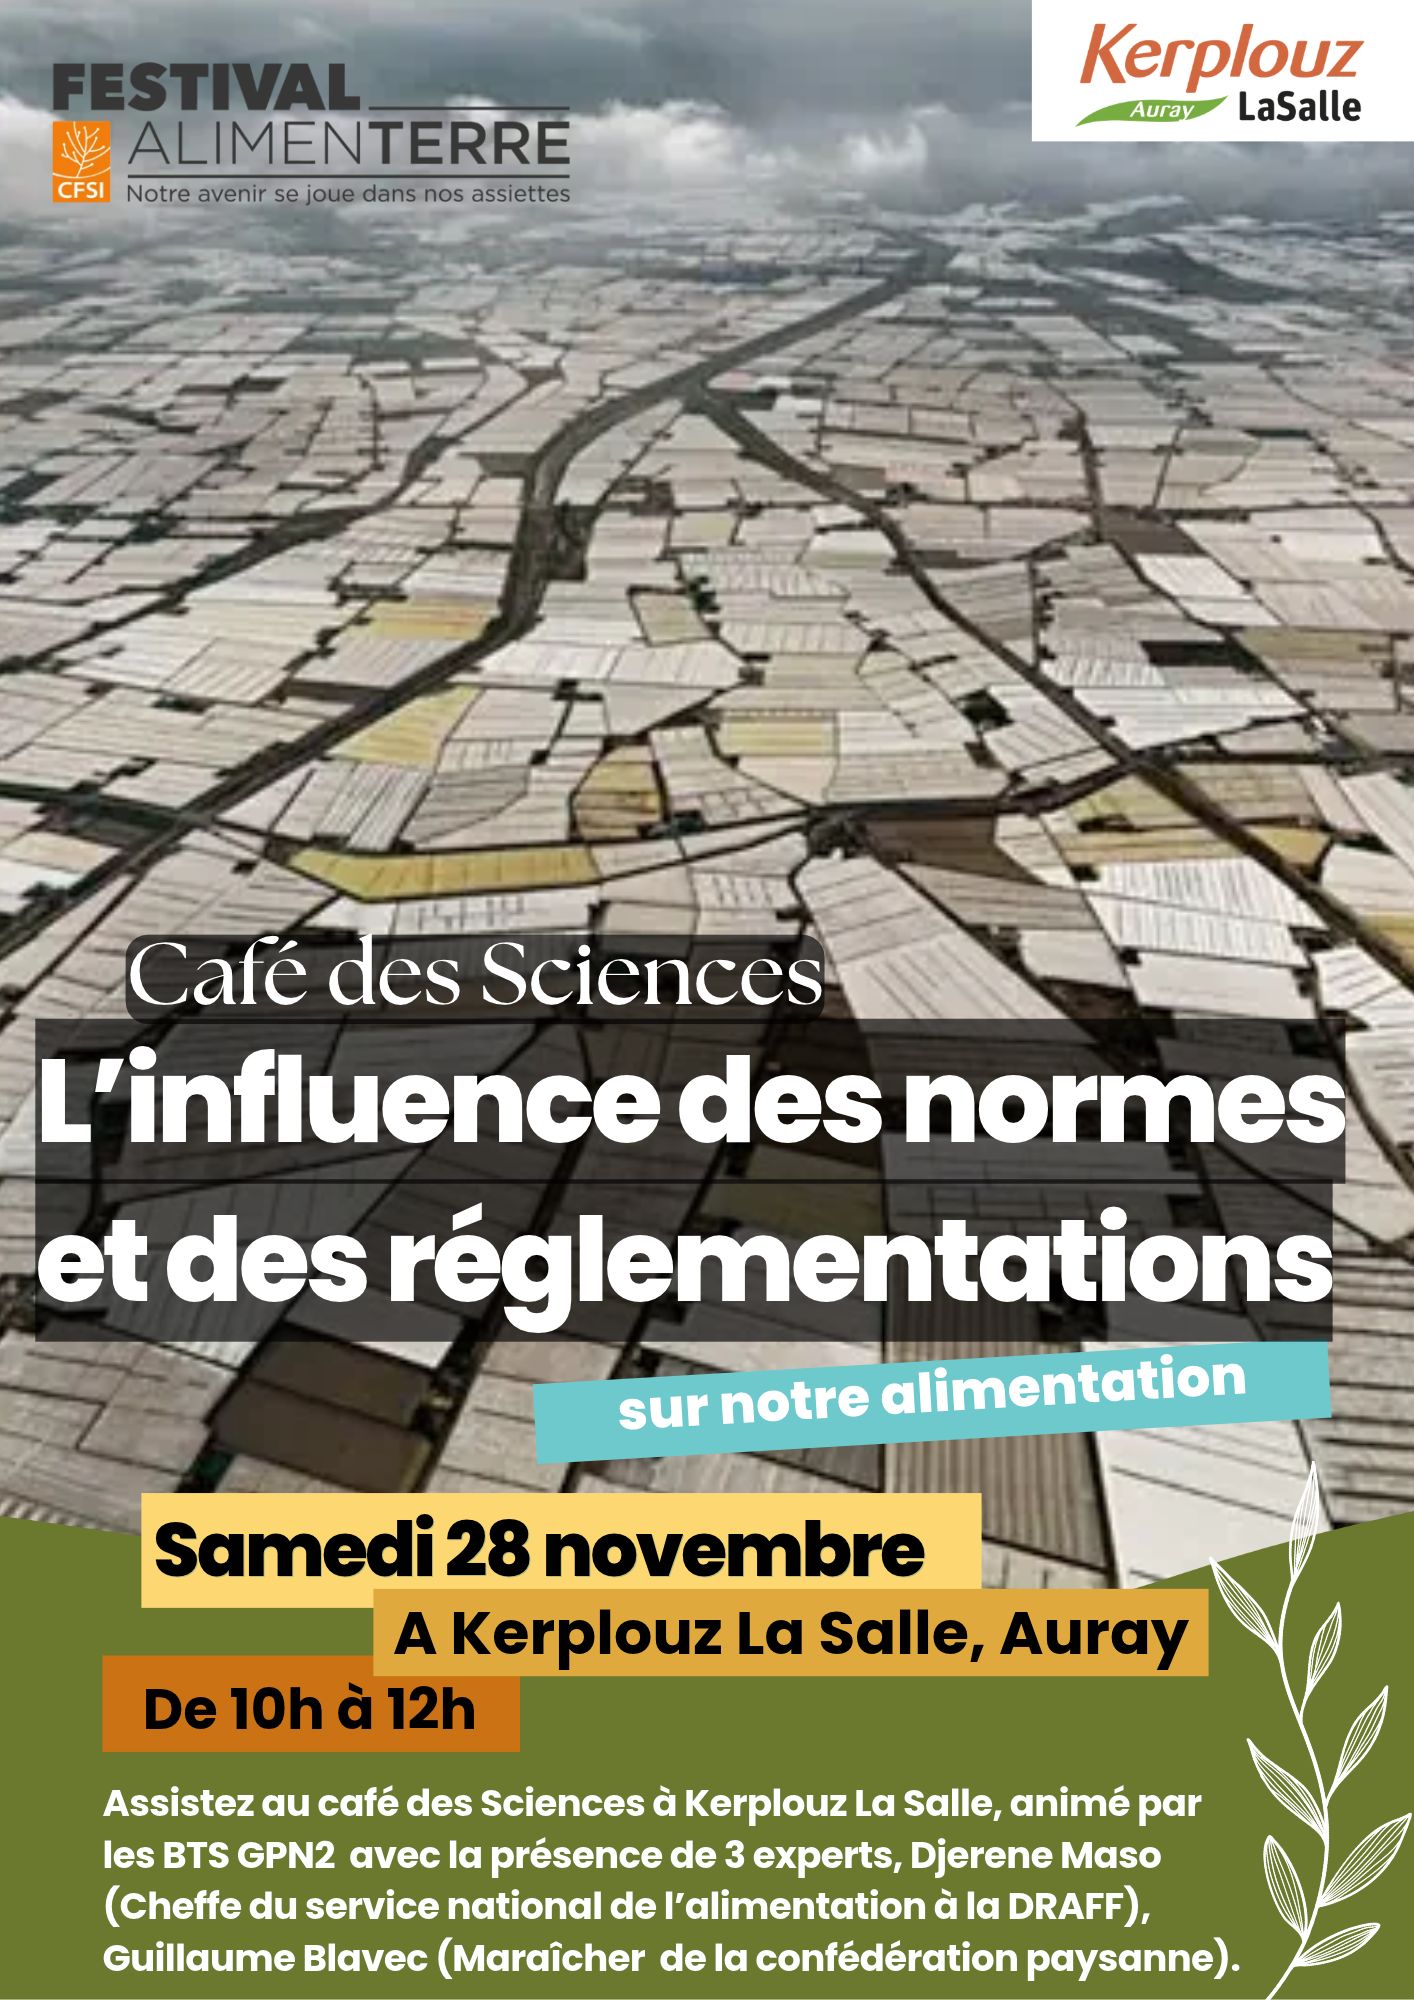 FESTIVAL
ALIMENTERRE
CFSI
Notre avenir se joue dans nos assiettes
Kerplouz
Auray LaSalle
Café des Sciences
L’influence des normes
et des réglementations
sur notre alimentation
Samedi 28 novembre
A Kerplouz La Salle, Auray
De 10h à 12h
Assistez au café des Sciences à Kerplouz La Salle, animé par
les BTS GPN2 avec la présence de 3 experts, Djerene Maso
(Cheffe du service national de l’alimentation à la DRAFF),
Guillaume Blavec (Maraîcher de la confédération paysanne).